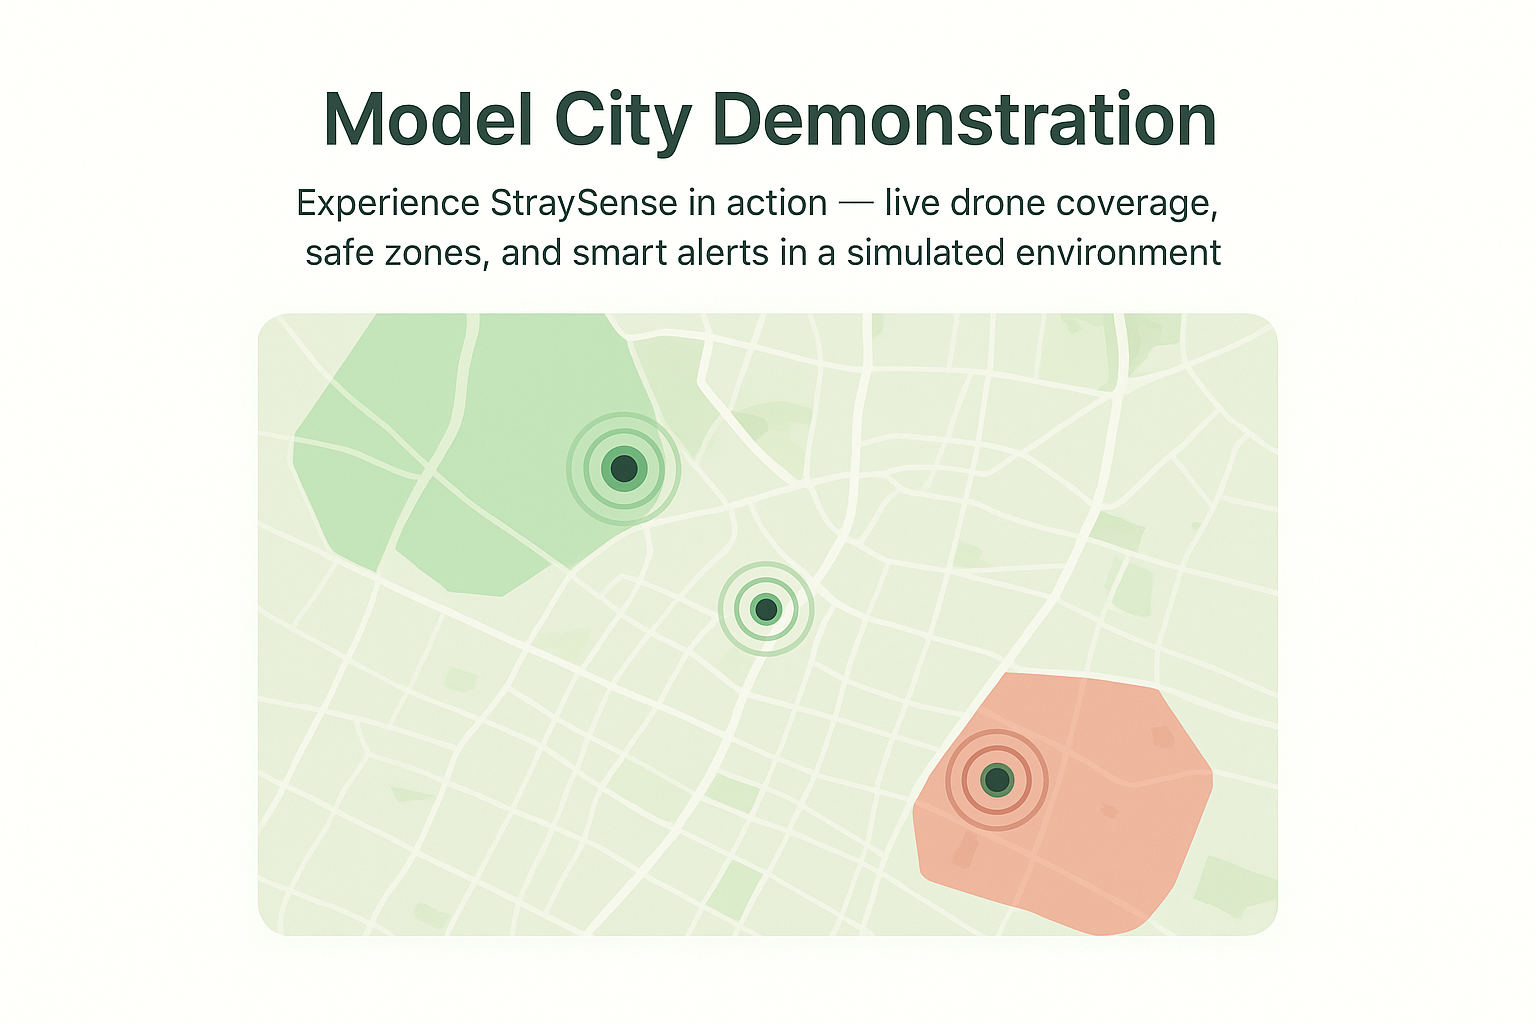 Model City Demonstration
Experience StraySense in action — live drone coverage,
safe zones, and smart alerts in a simulated environment